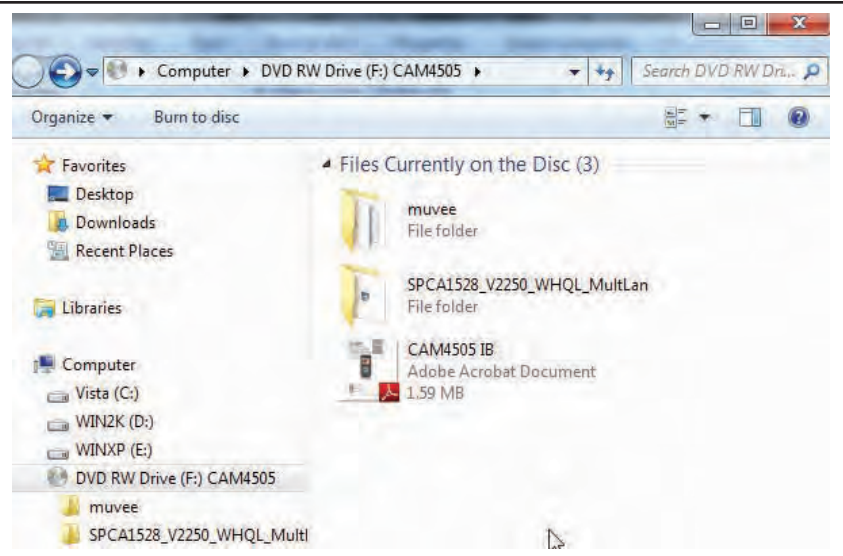 Computer ▸ DVD RW Drive (F:) CAM4505 ▸
Search DVD RW Dri...
Organize
Burn to disc
Favorites
Desktop
Downloads
Recent Places
Libraries
Computer
Vista (C:)
WIN2K (D:)
WINXP (E:)
DVD RW Drive (F:) CAM4505
muvee
SPCA1528_V2250_WHQL_Multl
Files Currently on the Disc (3)
muvee
File folder
SPCA1528_V2250_WHQL_MultLan
File folder
CAM4505 IB
Adobe Acrobat Document
1.59 MB